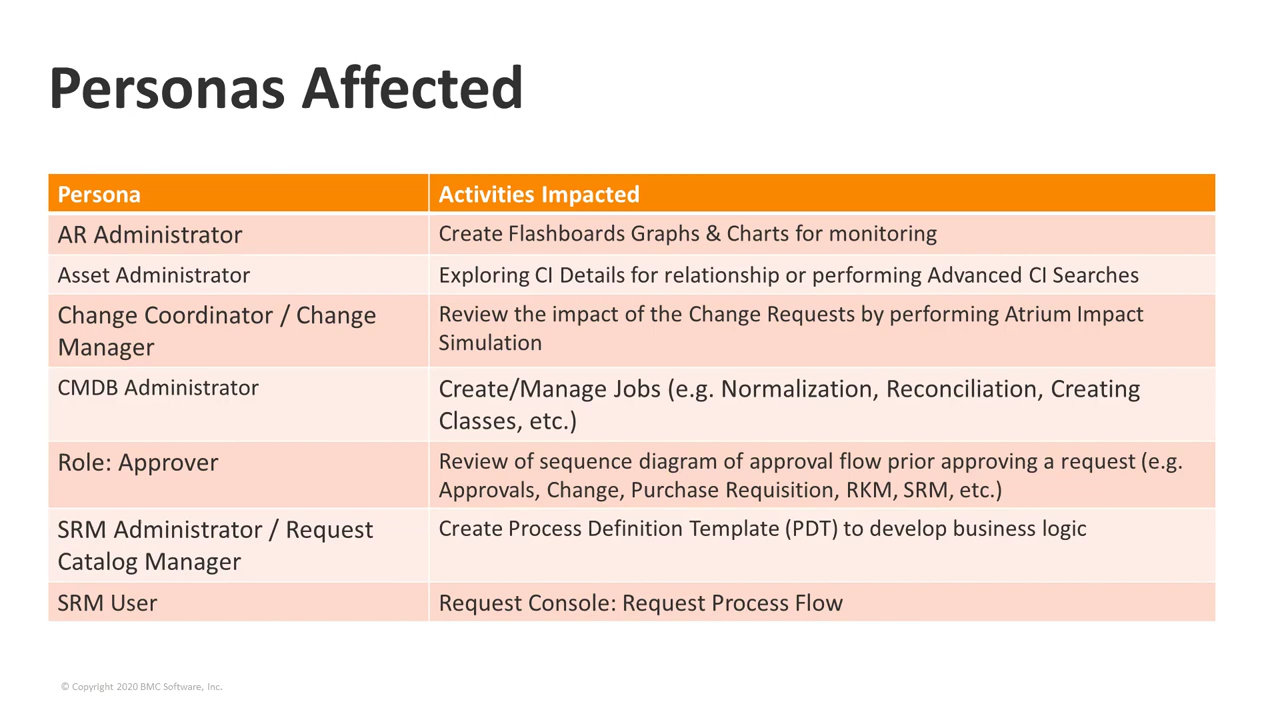 Personas Affected
Persona
Activities Impacted
AR Administrator
Create Flashboards Graphs & Charts for monitoring
Asset Administrator
Exploring CI Details for relationship or performing Advanced CI Searches
Change Coordinator / Change
Manager
Review the impact of the Change Requests by performing Atrium Impact
Simulation
CMDB Administrator
Create/Manage Jobs (e.g. Normalization, Reconciliation, Creating
Classes, etc.)
Role: Approver
Review of sequence diagram of approval flow prior approving a request (e.g.
Approvals, Change, Purchase Requisition, RKM, SRM, etc.)
SRM Administrator / Request
Catalog Manager
Create Process Definition Template (PDT) to develop business logic
SRM User
Request Console: Request Process Flow
© Copyright 2020 BMC Software, Inc.